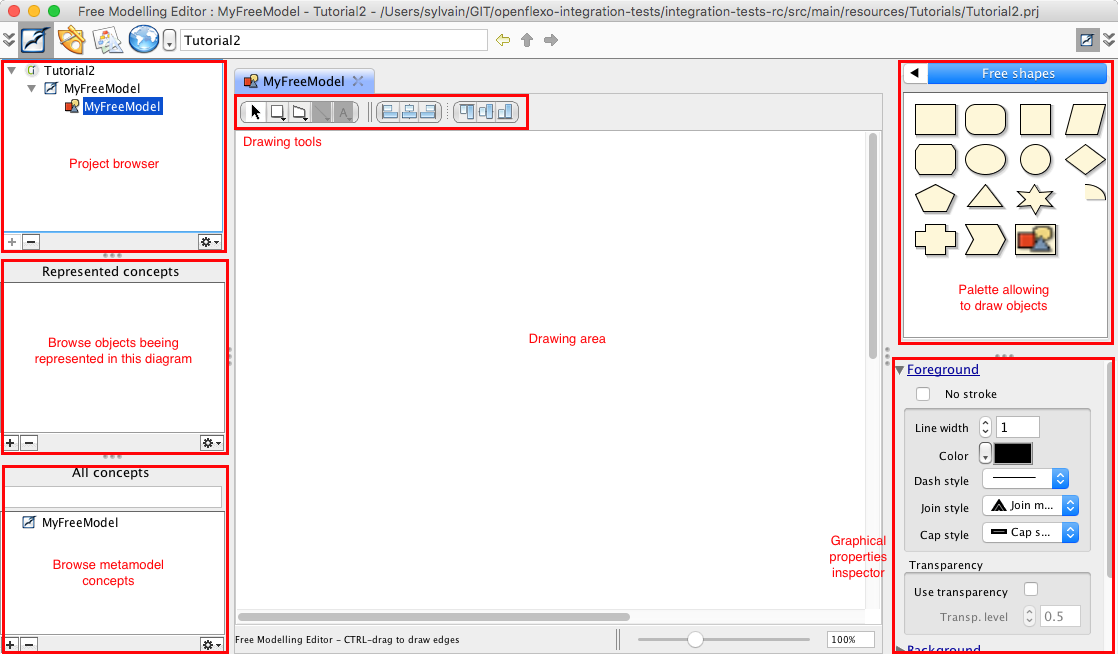 Free Modelling Editor : MyFreeModel - Tutorial2 - /Users/sylvain/GIT/openflexo-integration-tests/integration-tests-rc/src/main/resources/Tutorials/Tutorial2.prj
Tutorial2
Tutorial2
MyFreeModel
MyFreeModel
Project browser
Represented concepts
Browse objects beeing
represented in this diagram
All concepts
MyFreeModel
Browse metamodel
concepts
MyFreeModel
A
Drawing tools
Drawing area
Free Modelling Editor - CTRL-drag to draw edges
100%
Free shapes
Palette allowing
to draw objects
Graphical
properties
inspector
Foreground
No stroke
Line width 1
Color
Dash style
Join style Join m...
Cap style Cap s...
Transparency
Use transparency
Transp. level 0.5
Background